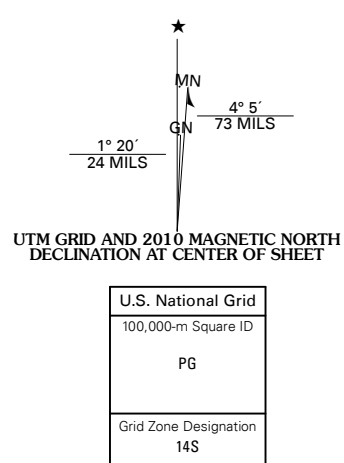 ★
MN
4° 5´
73 MILS
GN
1° 20´
24 MILS
UTM GRID AND 2010 MAGNETIC NORTH
DECLINATION AT CENTER OF SHEET
U.S. National Grid
100,000-m Square ID
PG
Grid Zone Designation
14S